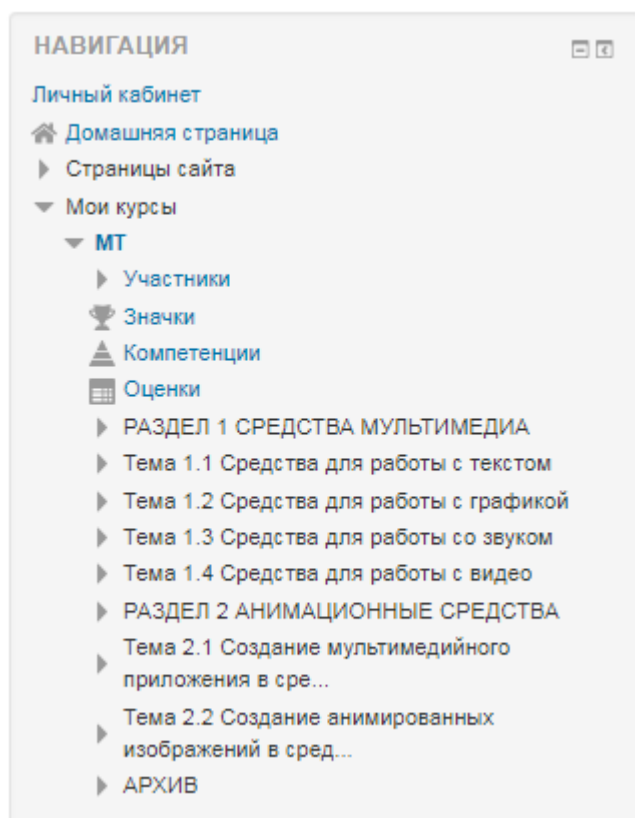 НАВИГАЦИЯ
Личный кабинет
Домашняя страница
Страницы сайта
Мои курсы
МТ
Участники
Значки
Компетенции
Оценки
РАЗДЕЛ 1 СРЕДСТВА МУЛЬТИМЕДИА
Тема 1.1 Средства для работы с текстом
Тема 1.2 Средства для работы с графикой
Тема 1.3 Средства для работы со звуком
Тема 1.4 Средства для работы с видео
РАЗДЕЛ 2 АНИМАЦИОННЫЕ СРЕДСТВА
Тема 2.1 Создание мультимедийного
приложения в сре...
Тема 2.2 Создание анимированных
изображений в сред...
АРХИВ